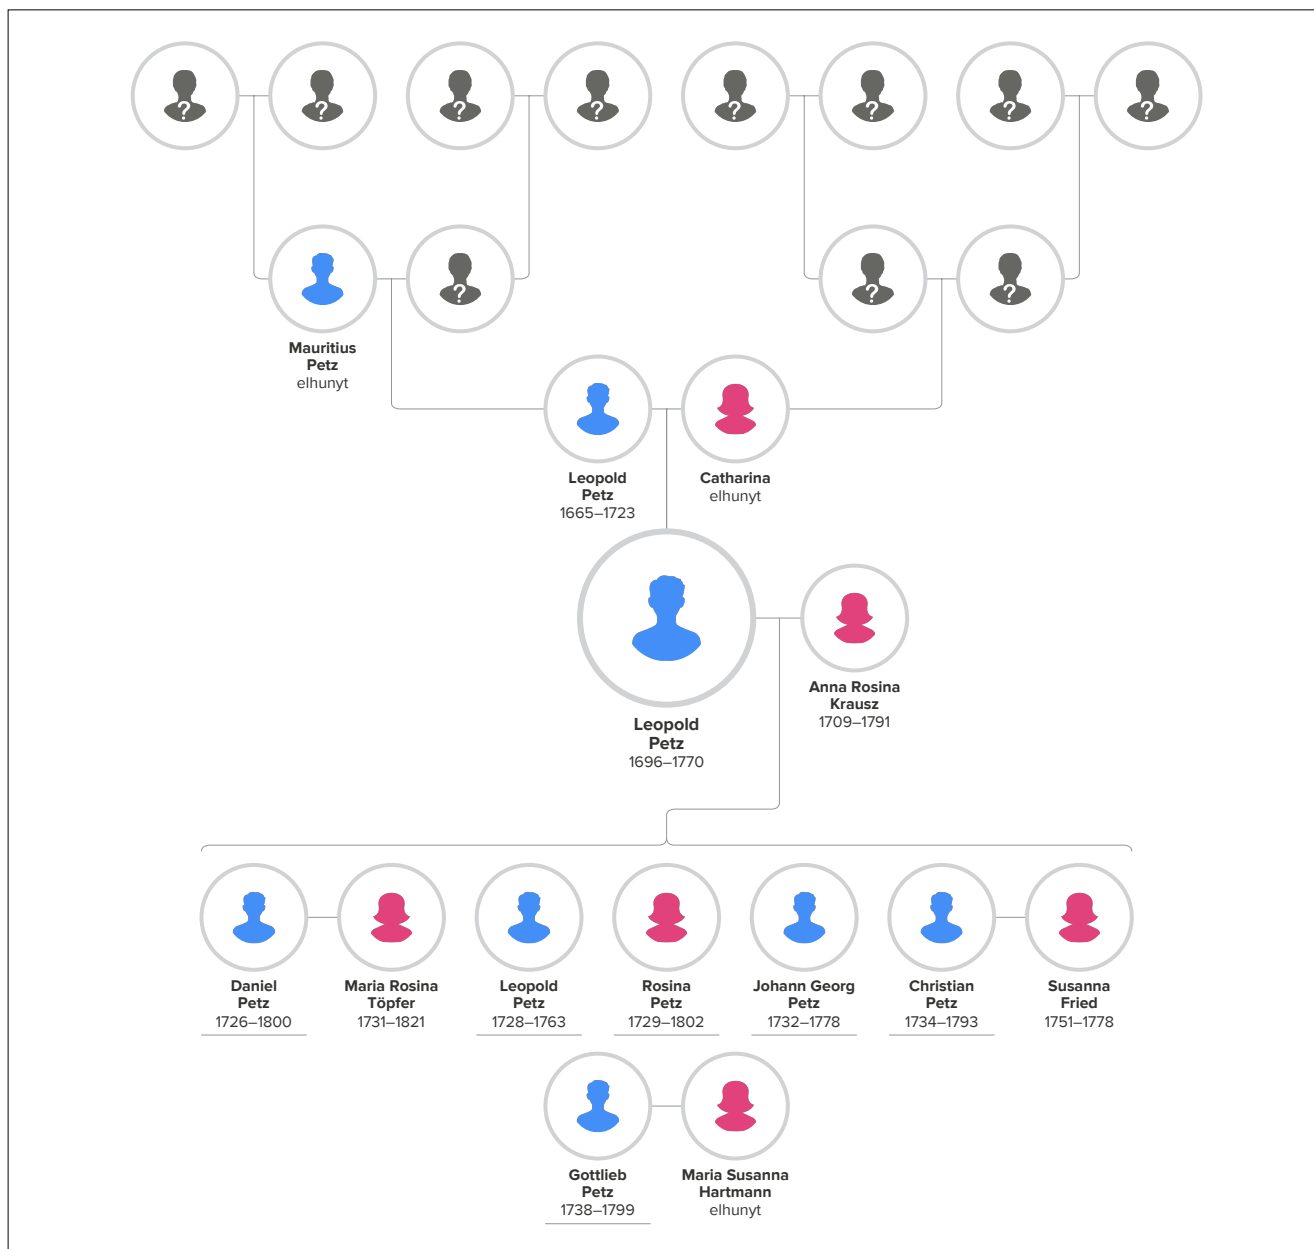 ? ? ? ? ? ? ? ?
? ? ?
Mauritius
Petz
elhunyt
Leopold
Petz
1665–1723
Catharina
elhunyt
Leopold
Petz
1696–1770
Anna Rosina
Krausz
1709–1791
Daniel
Petz
1726–1800
Maria Rosina
Töpfer
1731–1821
Leopold
Petz
1728–1763
Rosina
Petz
1729–1802
Johann Georg
Petz
1732–1778
Christian
Petz
1734–1793
Susanna
Fried
1751–1778
Gottlieb
Petz
1738–1799
Maria Susanna
Hartmann
elhunyt